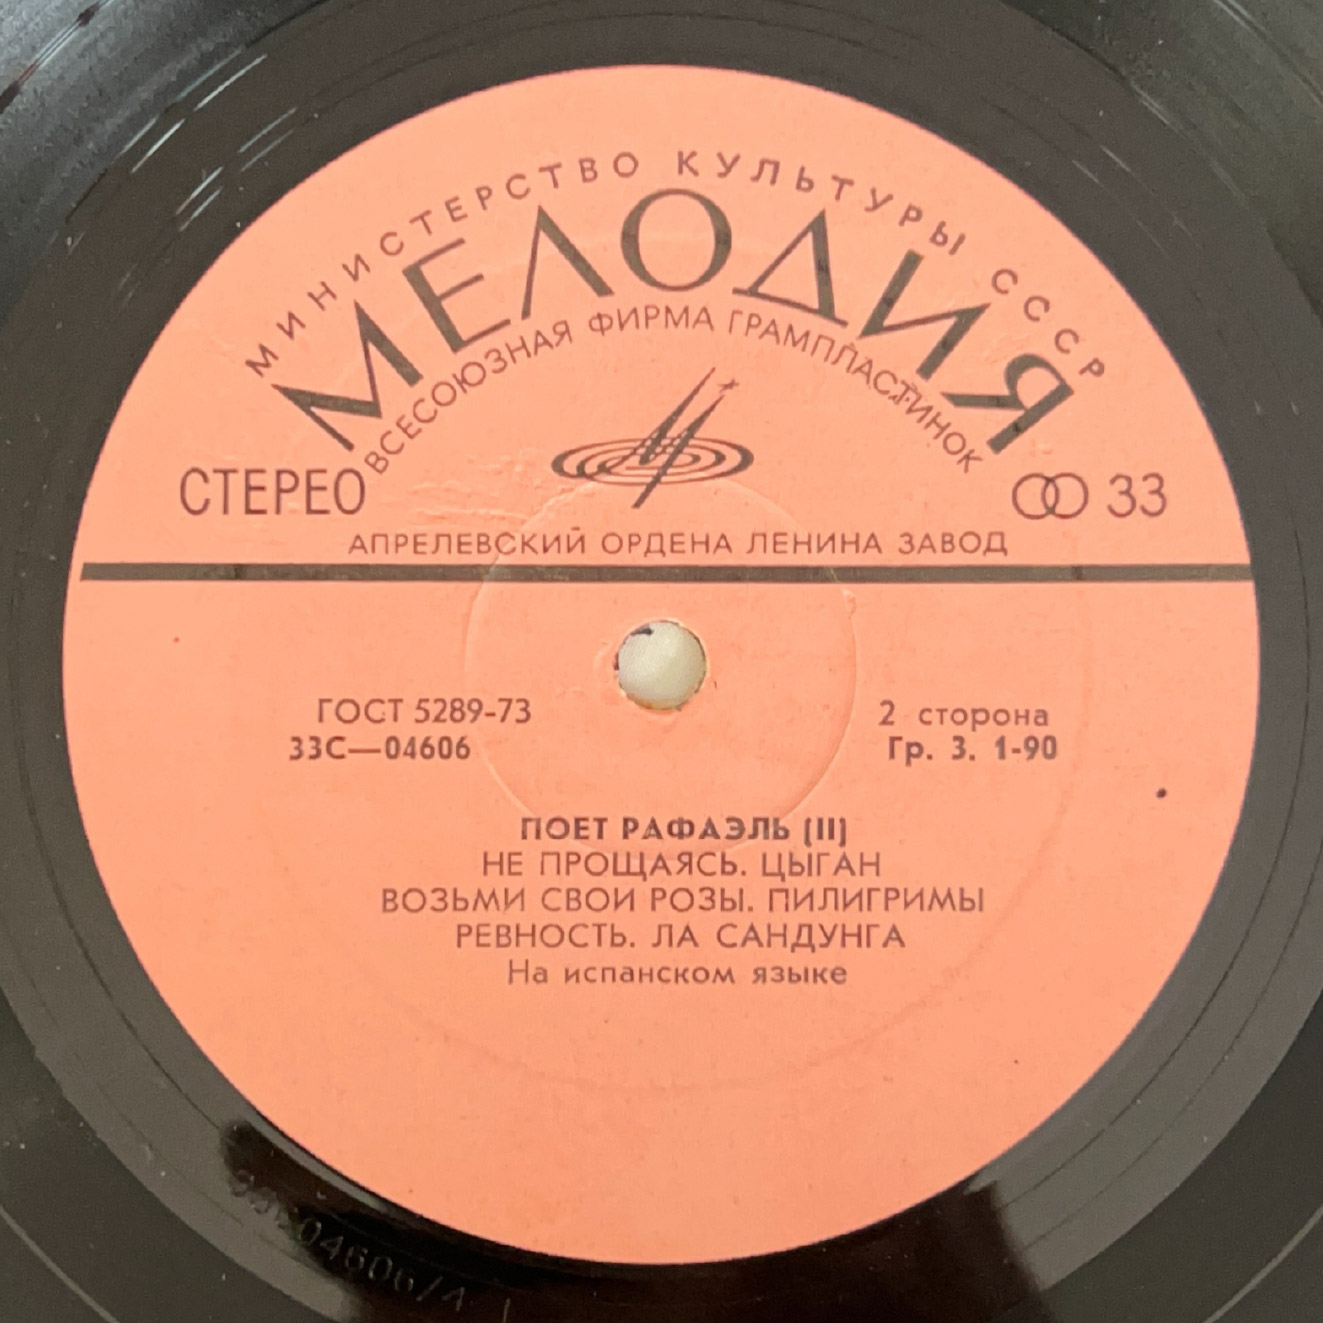 МИНИСТЕРСТВО КУЛЬТУРЫ СССР
МЕЛОДИЯ
ВСЕСОЮЗНАЯ ФИРМА ГРАМПЛАСТИНОК
СТЕРЕО
33
АПРЕЛЕВСКИЙ ОРДЕНА ЛЕНИНА ЗАВОД
ГОСТ 5289-73
33С—04606
2 сторона
Гр. 3. 1-90
ПОЕТ РАФАЭЛЬ (II)
НЕ ПРОЩАЯСЬ. ЦЫГАН
ВОЗЬМИ СВОИ РОЗЫ. ПИЛИГРИМЫ
РЕВНОСТЬ. ЛА САНДУНГА
На испанском языке